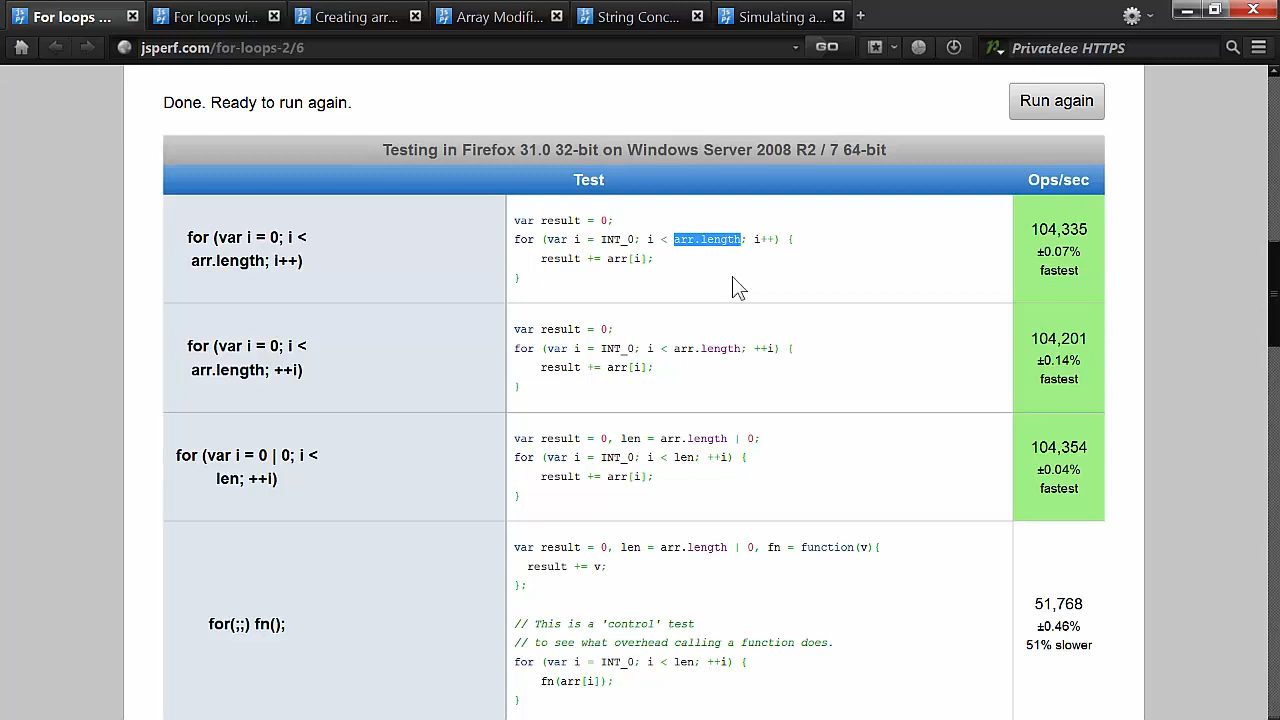 For loops ...
For loops wi...
Creating arr...
Array Modifi...
String Conc...
Simulating a...
jsperf.com/for-loops-2/6
GO
Privatelee HTTPS
Done. Ready to run again.
Run again
Testing in Firefox 31.0 32-bit on Windows Server 2008 R2 / 7 64-bit
Test
Ops/sec
for (var i = 0; i <
arr.length; i++)
var result = 0;
for (var i = INT_0; i < arr.length; i++) {
result += arr[i];
}
104,335
±0.07%
fastest
for (var i = 0; i <
arr.length; ++i)
var result = 0;
for (var i = INT_0; i < arr.length; ++i) {
result += arr[i];
}
104,201
±0.14%
fastest
for (var i = 0 | 0; i <
len; ++i)
var result = 0, len = arr.length | 0;
for (var i = INT_0; i < len; ++i) {
result += arr[i];
}
104,354
±0.04%
fastest
for(;;) fn();
var result = 0, len = arr.length | 0, fn = function(v){
result += v;
};
// This is a 'control' test
// to see what overhead calling a function does.
for (var i = INT_0; i < len; ++i) {
fn(arr[i]);
}
51,768
±0.46%
51% slower